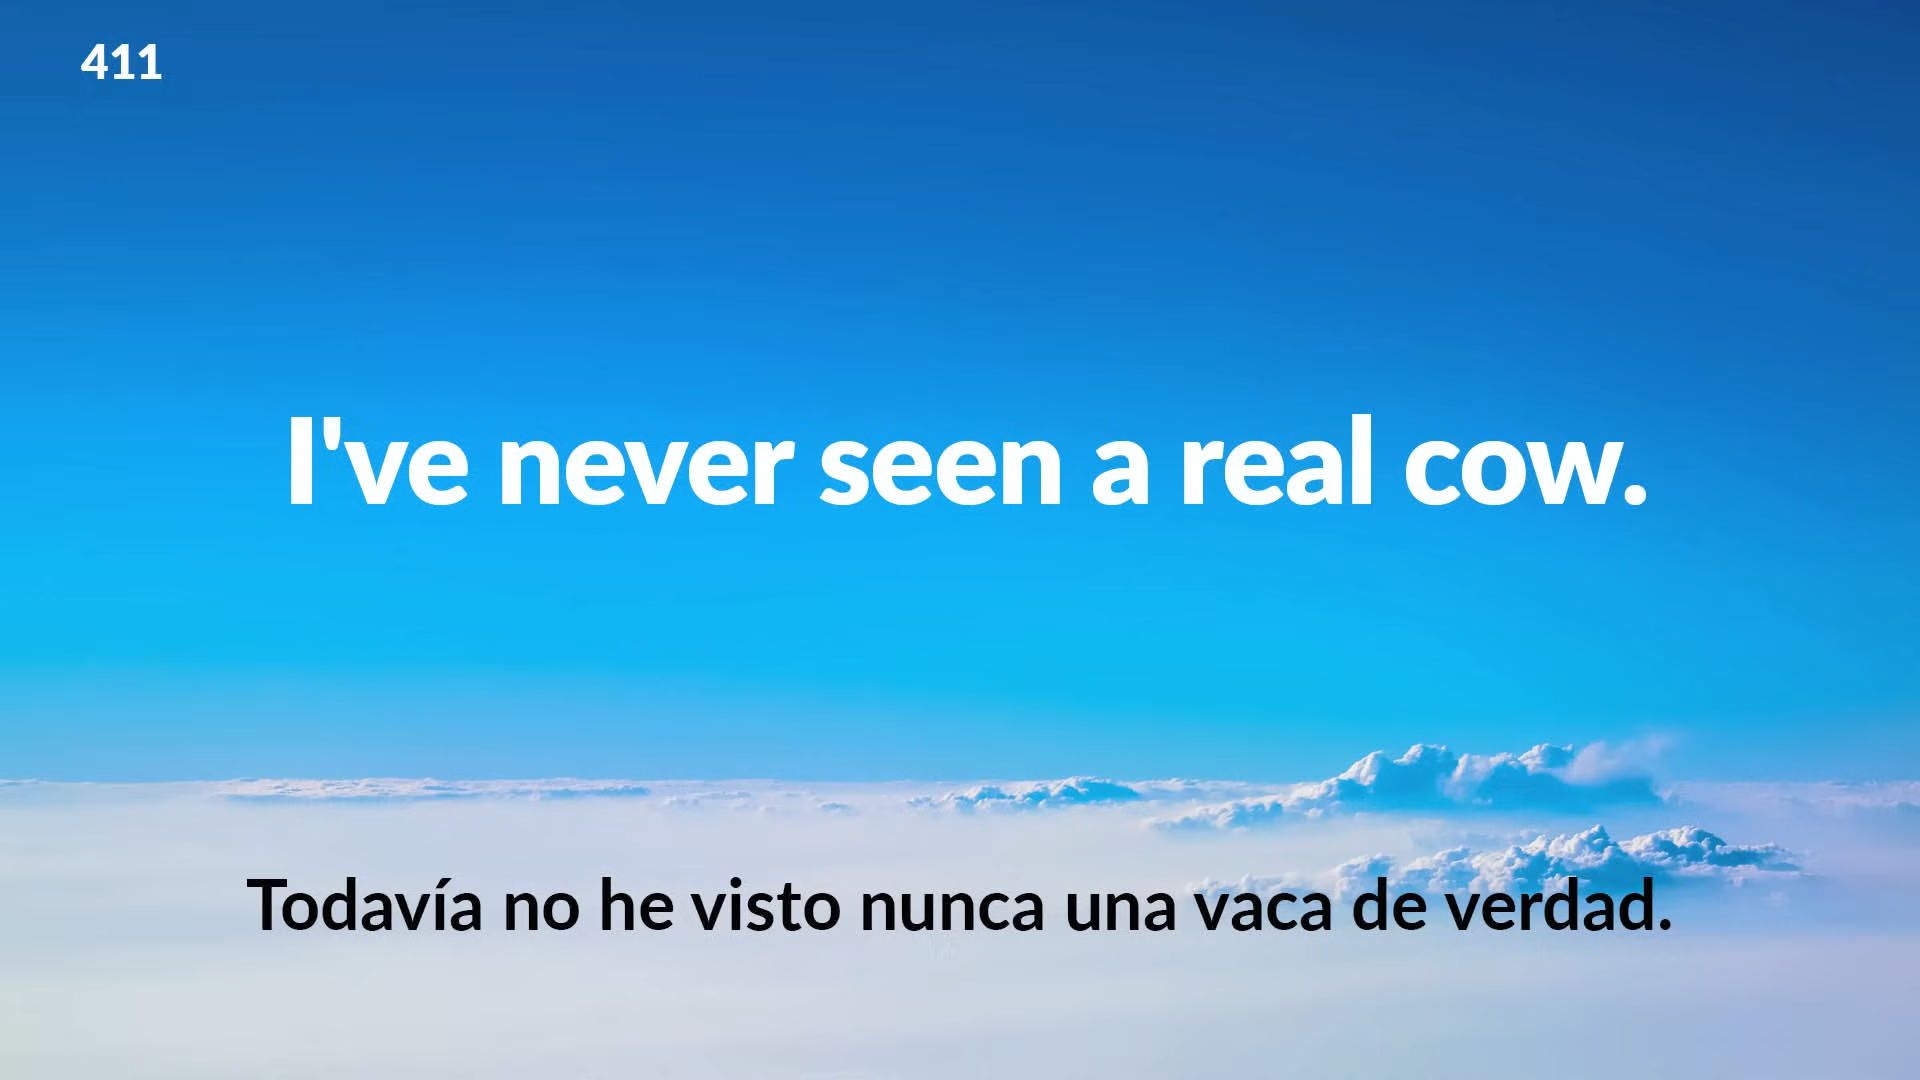 411
I've never seen a real cow.
Todavía no he visto nunca una vaca de verdad.